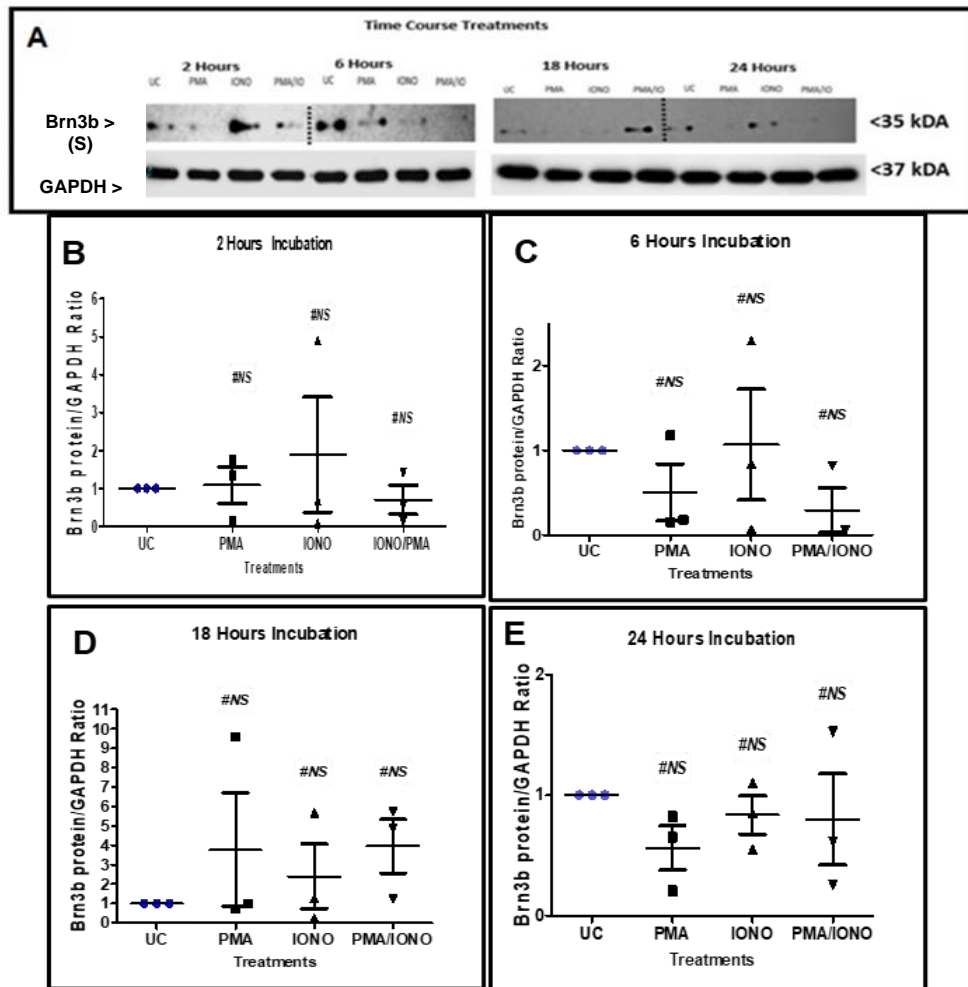 A
Time Course Treatments
2 Hours
6 Hours
18 Hours
24 Hours
UC PMA IONO PMA/IO UC PMA IONO PMA/IO
UC PMA IONO PMA/IO UC PMA IONO PMA/IO
Brn3b >
(S)
<35 kDA
GAPDH >
<37 kDA
B
2 Hours Incubation
Brn3b protein/GAPDH Ratio
6
5
4
3
2
1
0
#NS
#NS
#NS
UC PMA IONO IONO/PMA
Treatments
C
6 Hours Incubation
Brn3b protein/GAPDH Ratio
2
1
0
#NS
#NS
#NS
UC PMA IONO PMA/IONO
Treatments
D
18 Hours Incubation
Brn3b protein/GAPDH Ratio
11
10
9
8
7
6
5
4
3
2
1
0
#NS
#NS
#NS
UC PMA IONO PMA/IONO
Treatments
E
24 Hours Incubation
Brn3b protein/GAPDH Ratio
2
1
0
#NS
#NS
#NS
UC PMA IONO PMA/IONO
Treatments